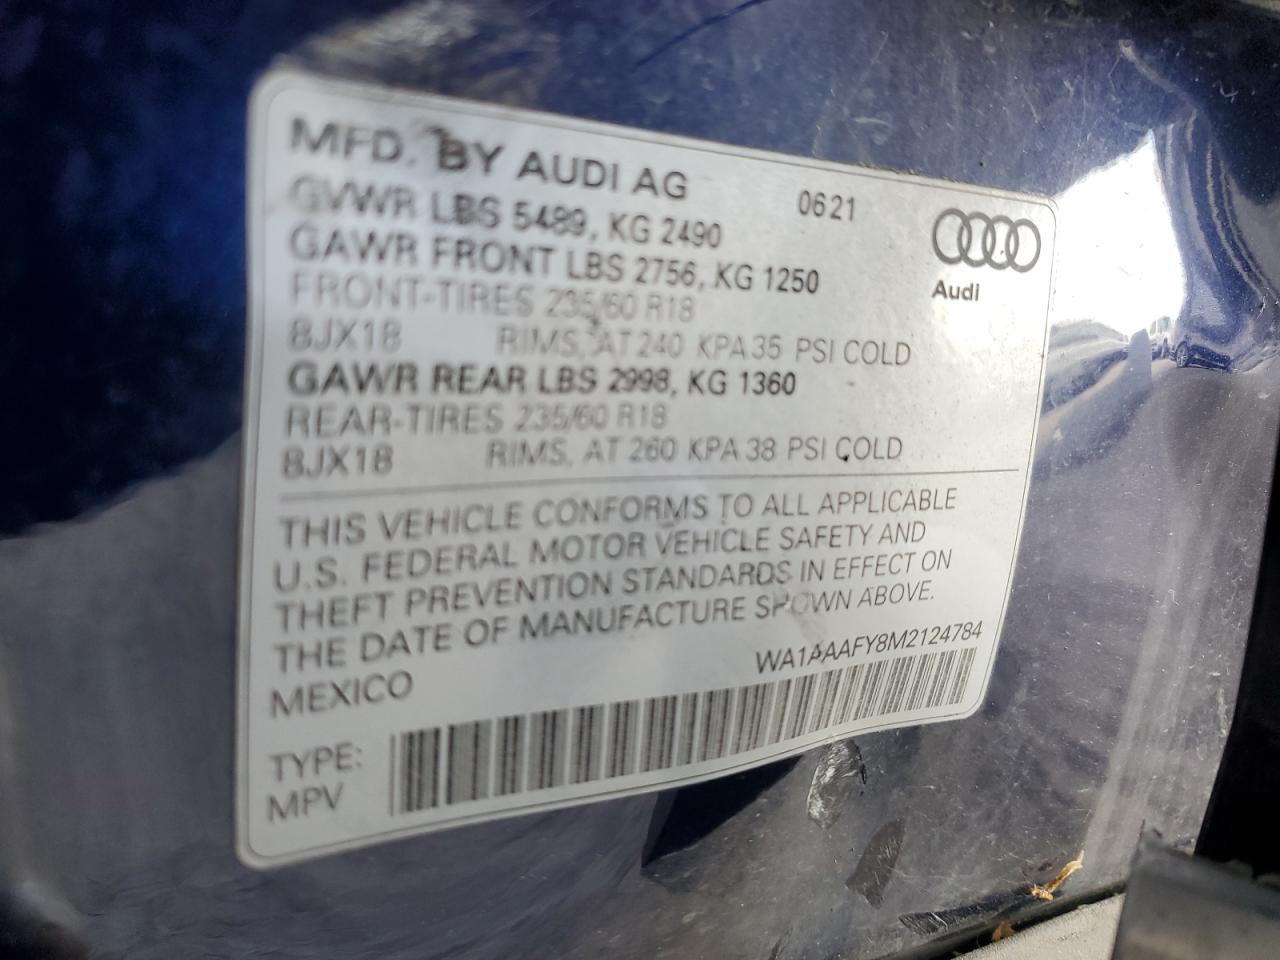 MFD. BY AUDI AG 0621
GVWR LBS 5489, KG 2490
GAWR FRONT LBS 2756, KG 1250
Audi
FRONT-TIRES 235/60 R18
8JX18 RIMS, AT 240 KPA 35 PSI COLD
GAWR REAR LBS 2998, KG 1360
REAR-TIRES 235/60 R18
8JX18 RIMS, AT 260 KPA 38 PSI COLD
THIS VEHICLE CONFORMS TO ALL APPLICABLE
U.S. FEDERAL MOTOR VEHICLE SAFETY AND
THEFT PREVENTION STANDARDS IN EFFECT ON
THE DATE OF MANUFACTURE SHOWN ABOVE.
MEXICO WA1AAAFY8M2124784
TYPE:
MPV